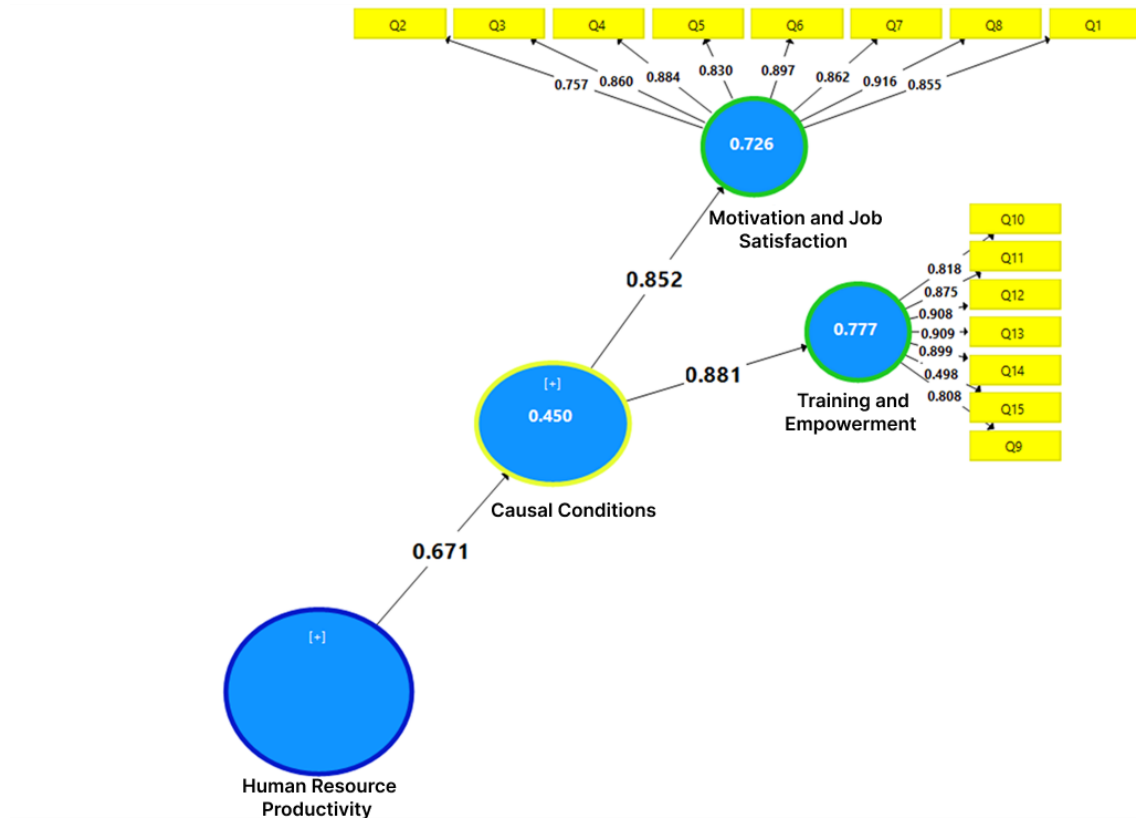 Q2
Q3
Q4
Q5
Q6
Q7
Q8
Q1
0.757
0.860
0.884
0.830
0.897
0.862
0.916
0.855
0.726
Motivation and Job
Satisfaction
0.852
Q10
Q11
Q12
Q13
Q14
Q15
Q9
0.818
0.875
0.908
0.909
0.899
0.498
0.808
0.777
Training and
Empowerment
0.881
[+]
0.450
Causal Conditions
0.671
[+]
Human Resource
Productivity